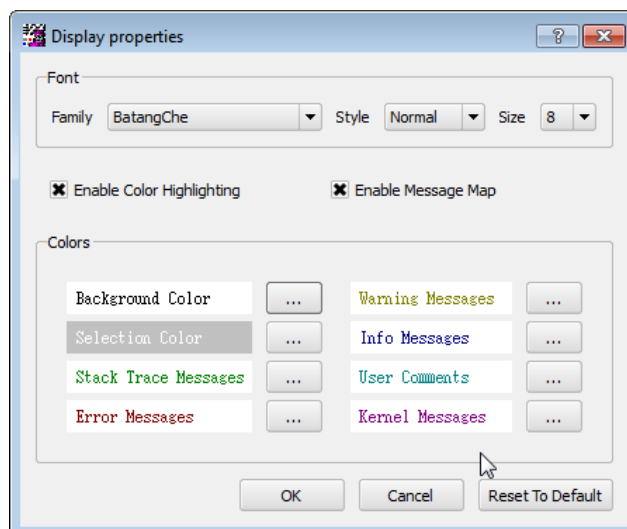 Display properties
Font
Family BatangChe Style Normal Size 8
Enable Color Highlighting Enable Message Map
Colors
Background Color ... Warning Messages ...
Selection Color ... Info Messages ...
Stack Trace Messages ... User Comments ...
Error Messages ... Kernel Messages ...
OK Cancel Reset To Default